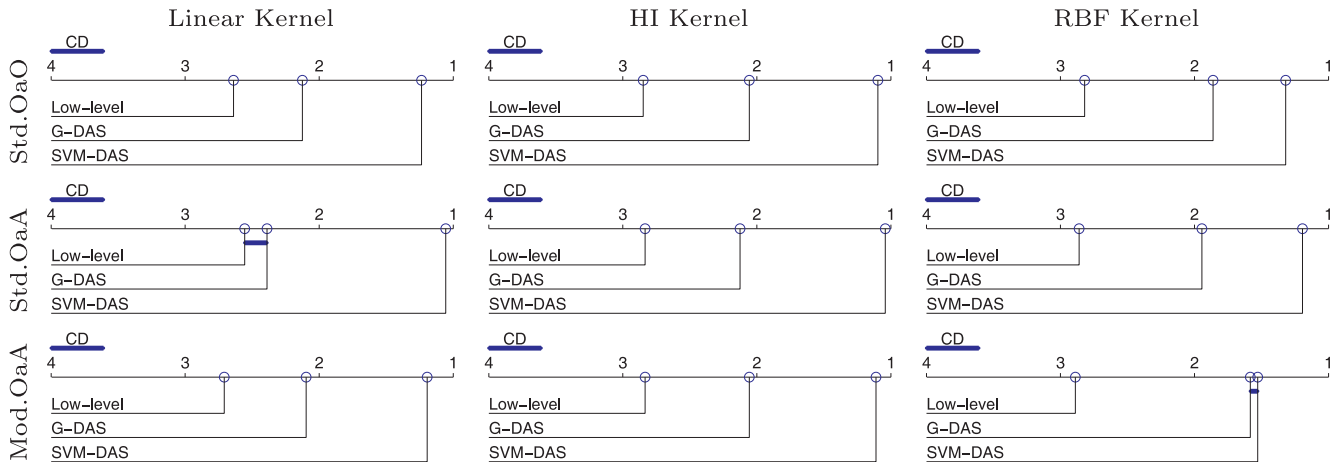 Linear Kernel HI Kernel RBF Kernel
Std.OaO
CD CD CD
4 3 2 1 4 3 2 1 4 3 2 1
Low-level Low-level Low-level
G-DAS G-DAS G-DAS
SVM-DAS SVM-DAS SVM-DAS
Std.OaA
CD CD CD
4 3 2 1 4 3 2 1 4 3 2 1
Low-level Low-level Low-level
G-DAS G-DAS G-DAS
SVM-DAS SVM-DAS SVM-DAS
Mod.OaA
CD CD CD
4 3 2 1 4 3 2 1 4 3 2 1
Low-level Low-level Low-level
G-DAS G-DAS G-DAS
SVM-DAS SVM-DAS SVM-DAS